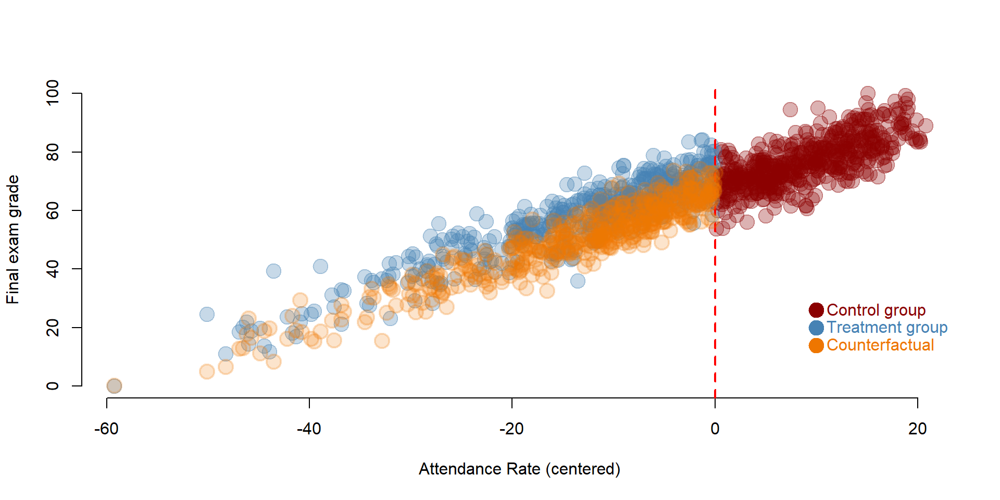 100
80
60
40
20
0
Final exam grade
Control group
Treatment group
Counterfactual
-60 -40 -20 0 20
Attendance Rate (centered)